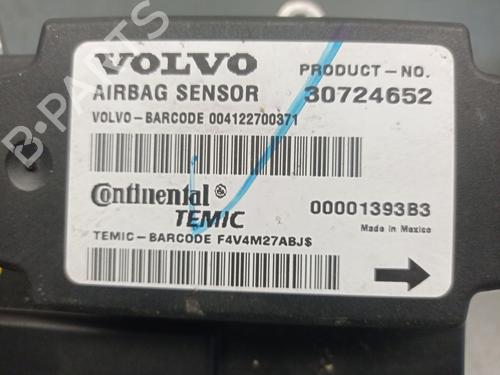 B-PARTS
VOLVO PRODUCT-NO.
AIRBAG SENSOR 30724652
VOLVO-BARCODE 004122700371
Continental
TEMIC 00001393B3
Made in Mexico
TEMIC-BARCODE F4V4M27ABJ$